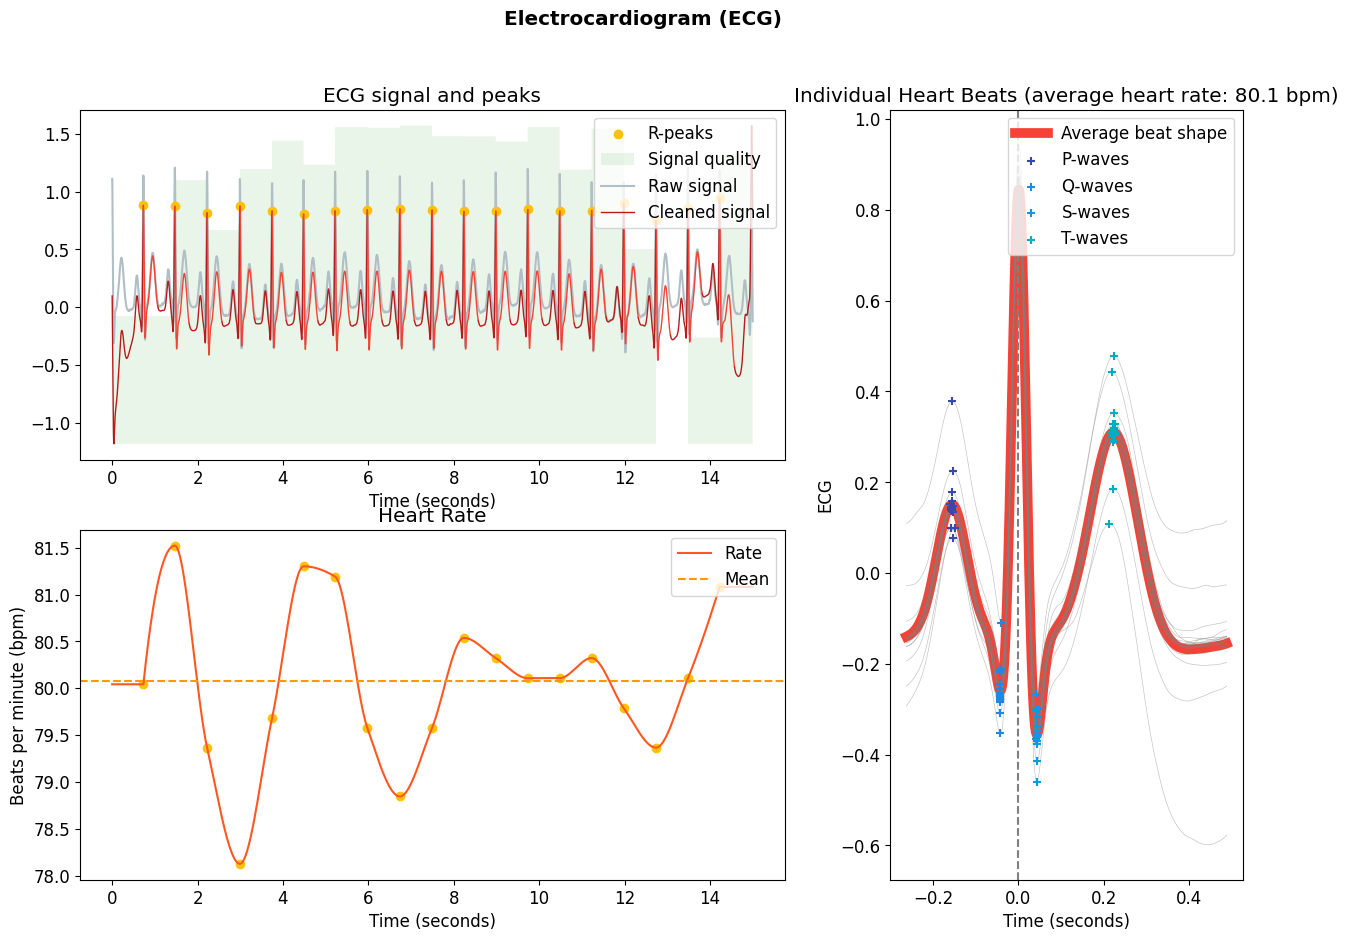 Electrocardiogram (ECG)
ECG signal and peaks
1.5
1.0
0.5
0.0
−0.5
−1.0
R-peaks
Signal quality
Raw signal
Cleaned signal
0 2 4 6 8 10 12 14
Time (seconds)
Heart Rate
Beats per minute (bpm)
81.5
81.0
80.5
80.0
79.5
79.0
78.5
78.0
Rate
Mean
0 2 4 6 8 10 12 14
Time (seconds)
Individual Heart Beats (average heart rate: 80.1 bpm)
ECG
1.0
0.8
0.6
0.4
0.2
0.0
−0.2
−0.4
−0.6
Average beat shape
P-waves
Q-waves
S-waves
T-waves
−0.2 0.0 0.2 0.4
Time (seconds)